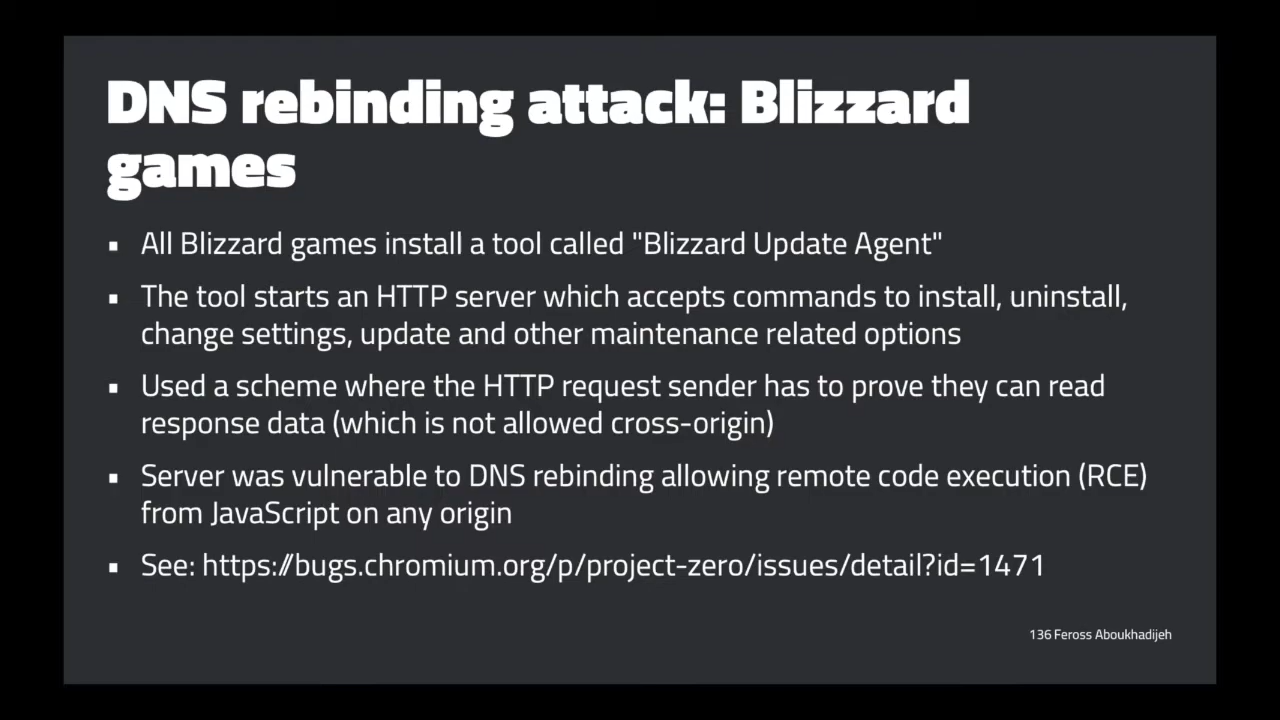 DNS rebinding attack: Blizzard
games
▪ All Blizzard games install a tool called "Blizzard Update Agent"
▪ The tool starts an HTTP server which accepts commands to install, uninstall,
change settings, update and other maintenance related options
▪ Used a scheme where the HTTP request sender has to prove they can read
response data (which is not allowed cross-origin)
▪ Server was vulnerable to DNS rebinding allowing remote code execution (RCE)
from JavaScript on any origin
▪ See: https://bugs.chromium.org/p/project-zero/issues/detail?id=1471
136 Feross Aboukhadijeh